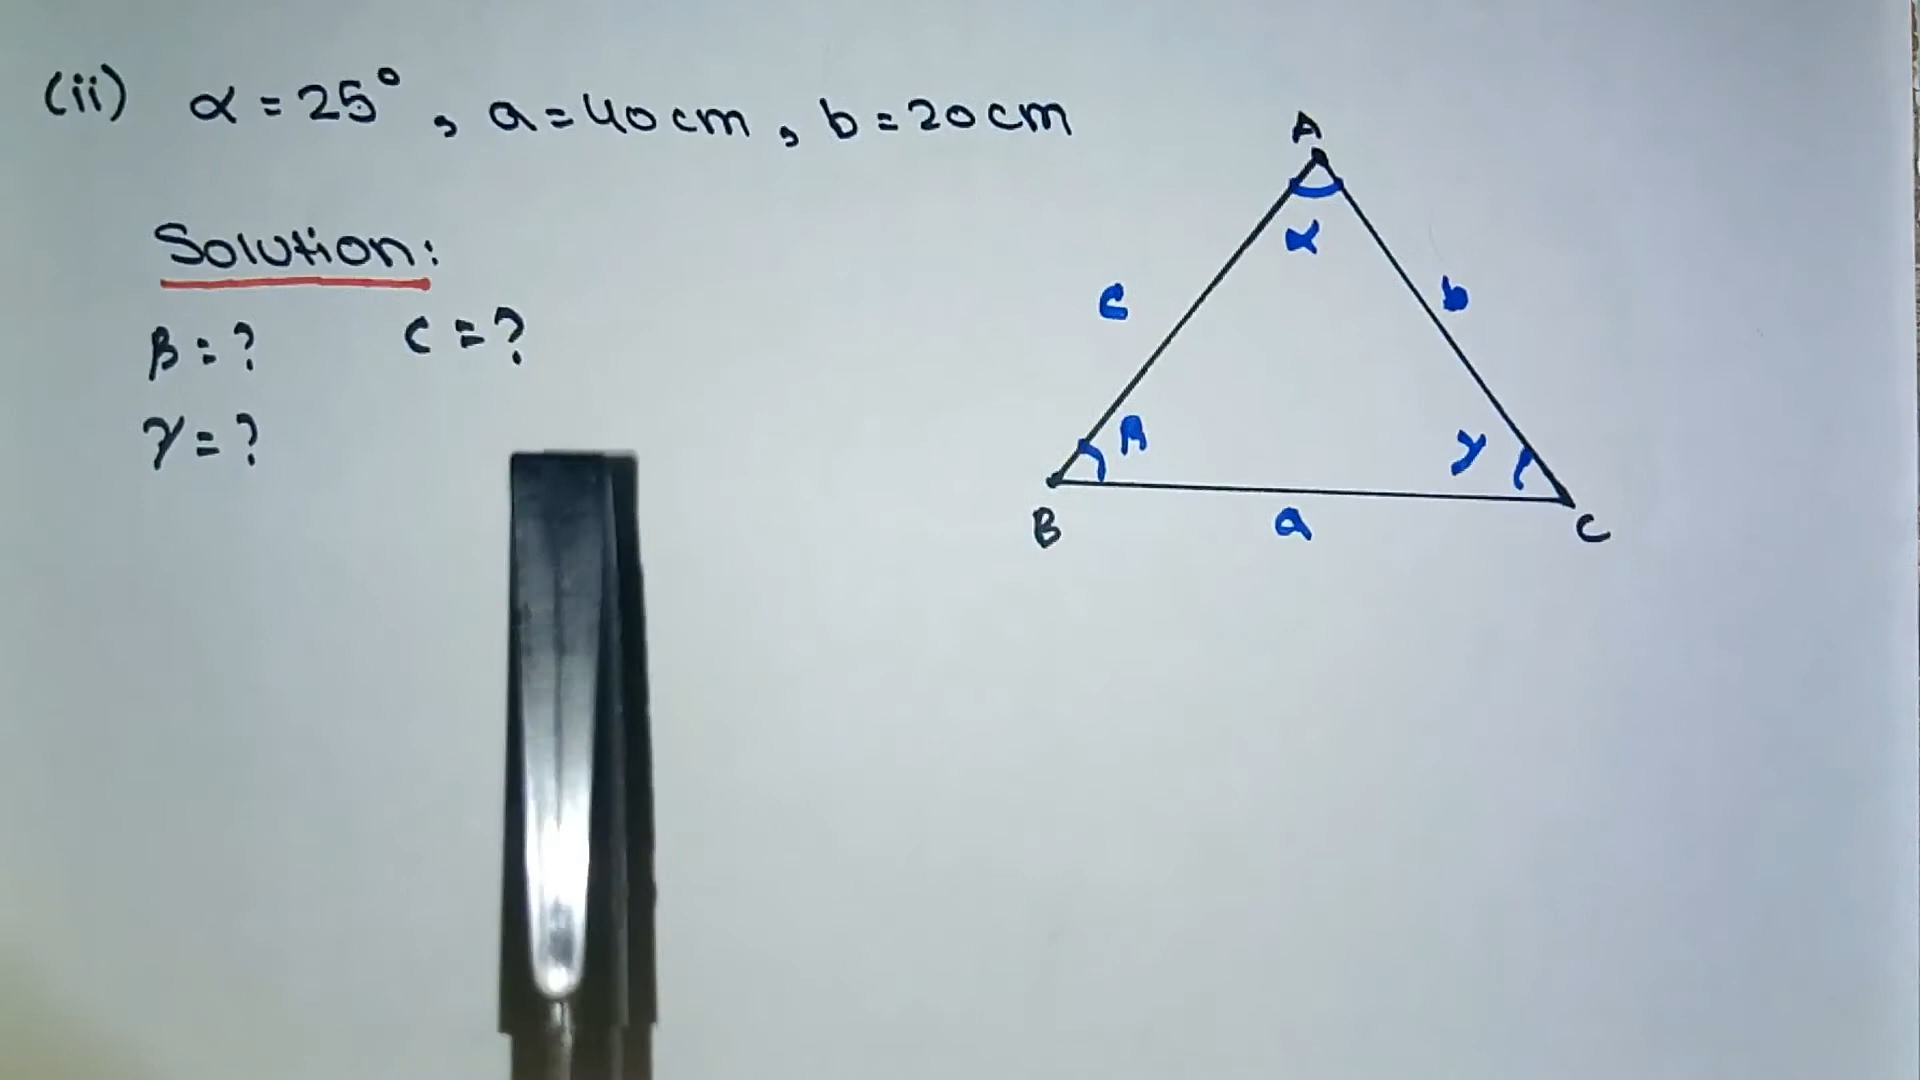 (ii) α = 25°, a = 40 cm, b = 20 cm
Solution:
β = ? c = ?
γ = ?
A
α
c
b
β
γ
B
a
C